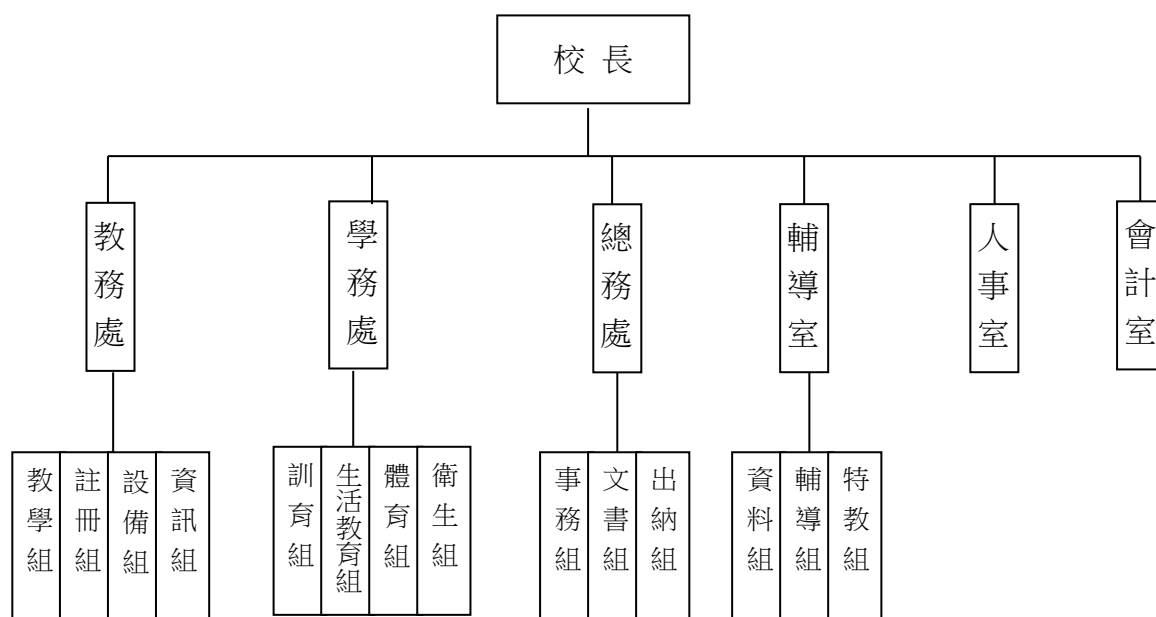 校長
教務處
學務處
總務處
輔導室
人事室
會計室
教學組
註冊組
設備組
資訊組
訓育組
生活教育組
體育組
衛生組
事務組
文書組
出納組
資料組
輔導組
特教組